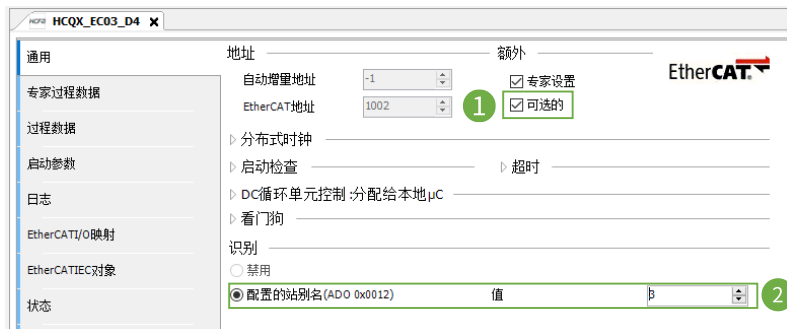 HCFA HCQX_EC03_D4 x
通用
专家过程数据
过程数据
启动参数
日志
EtherCATI/O映射
EtherCATIEC对象
状态
地址
额外
自动增量地址 -1
专家设置
EtherCAT地址 1002
1 可选的
EtherCAT.
分布式时钟
启动检查
超时
DC循环单元控制:分配给本地μC
看门狗
识别
禁用
配置的站别名(ADO 0x0012) 值 3 2